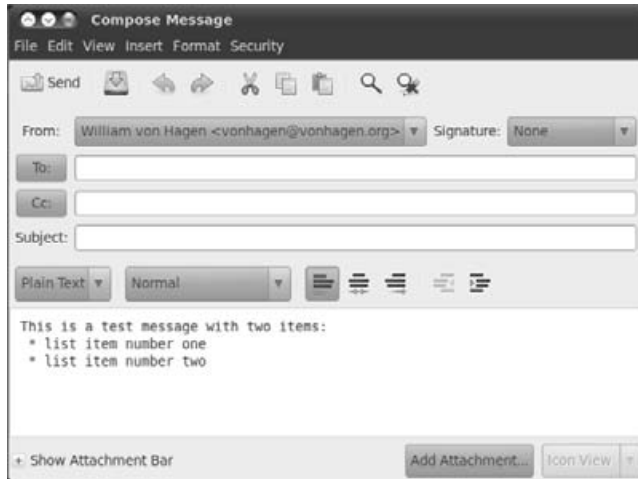 Compose Message
File Edit View Insert Format Security
Send
From: William von Hagen <vonhagen@vonhagen.org> Signature: None
To:
Cc:
Subject:
Plain Text Normal
This is a test message with two items:
* list item number one
* list item number two
+ Show Attachment Bar Add Attachment... Icon View